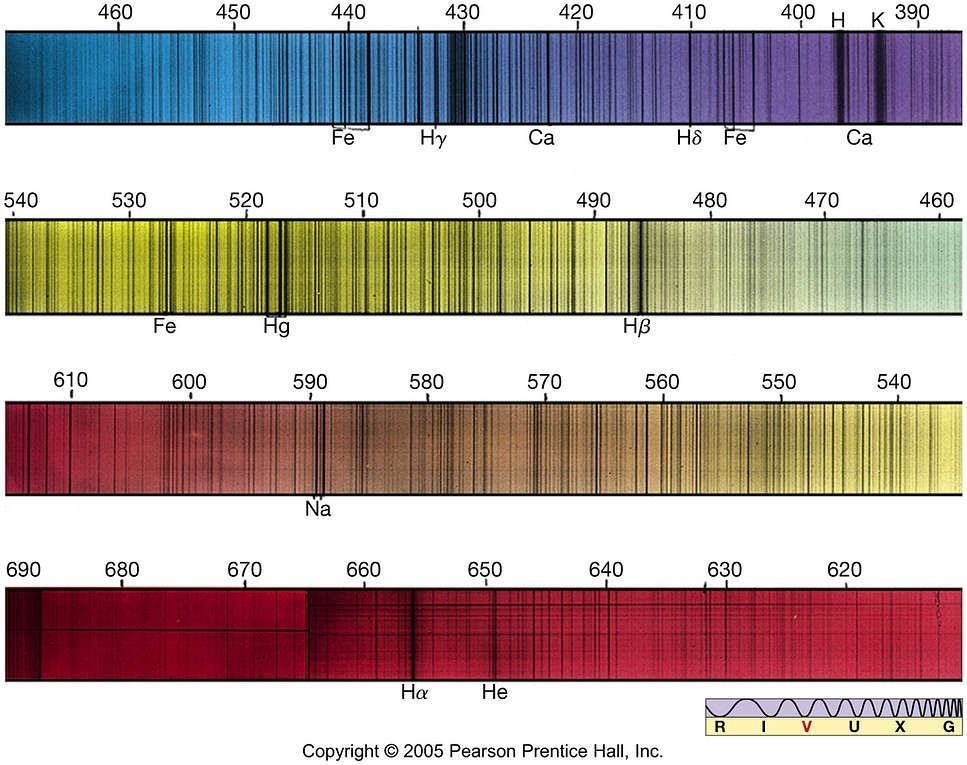 460 450 440 430 420 410 400 H K 390
Fe Hγ Ca Hδ Fe Ca
540 530 520 510 500 490 480 470 460
Fe Hg Hβ
610 600 590 580 570 560 550 540
Na
690 680 670 660 650 640 630 620
Hα He
R I V U X G
Copyright © 2005 Pearson Prentice Hall, Inc.